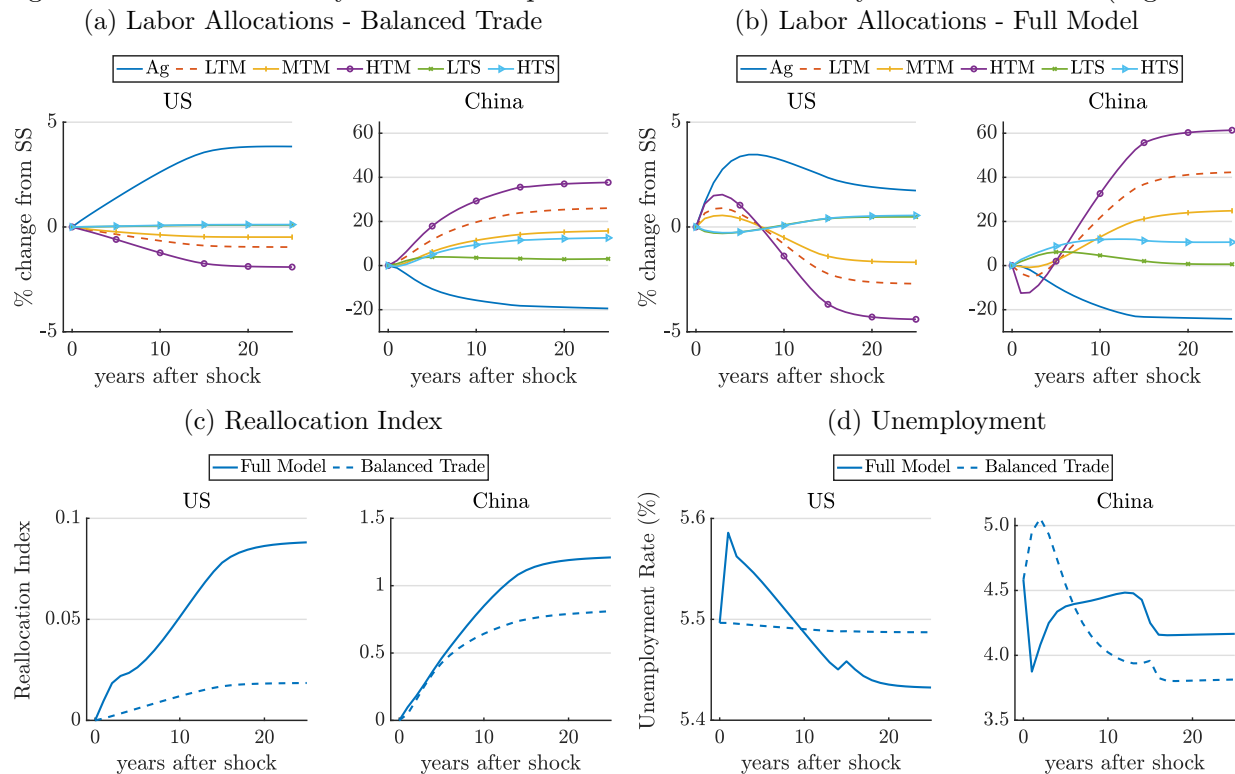 (a) Labor Allocations - Balanced Trade
(b) Labor Allocations - Full Model
Ag LTM MTM HTM LTS HTS
Ag LTM MTM HTM LTS HTS
US
China
US
China
% change from SS
5
0
-5
0 10 20
years after shock
60
40
20
0
-20
0 10 20
years after shock
% change from SS
5
0
-5
0 10 20
years after shock
60
40
20
0
-20
0 10 20
years after shock
(c) Reallocation Index
(d) Unemployment
Full Model Balanced Trade
Full Model Balanced Trade
US
China
US
China
Reallocation Index
0.1
0.05
0
0 10 20
years after shock
1.5
1
0.5
0
0 10 20
years after shock
Unemployment Rate (%)
5.6
5.5
5.4
0 10 20
years after shock
5.0
4.5
4.0
3.5
0 10 20
years after shock